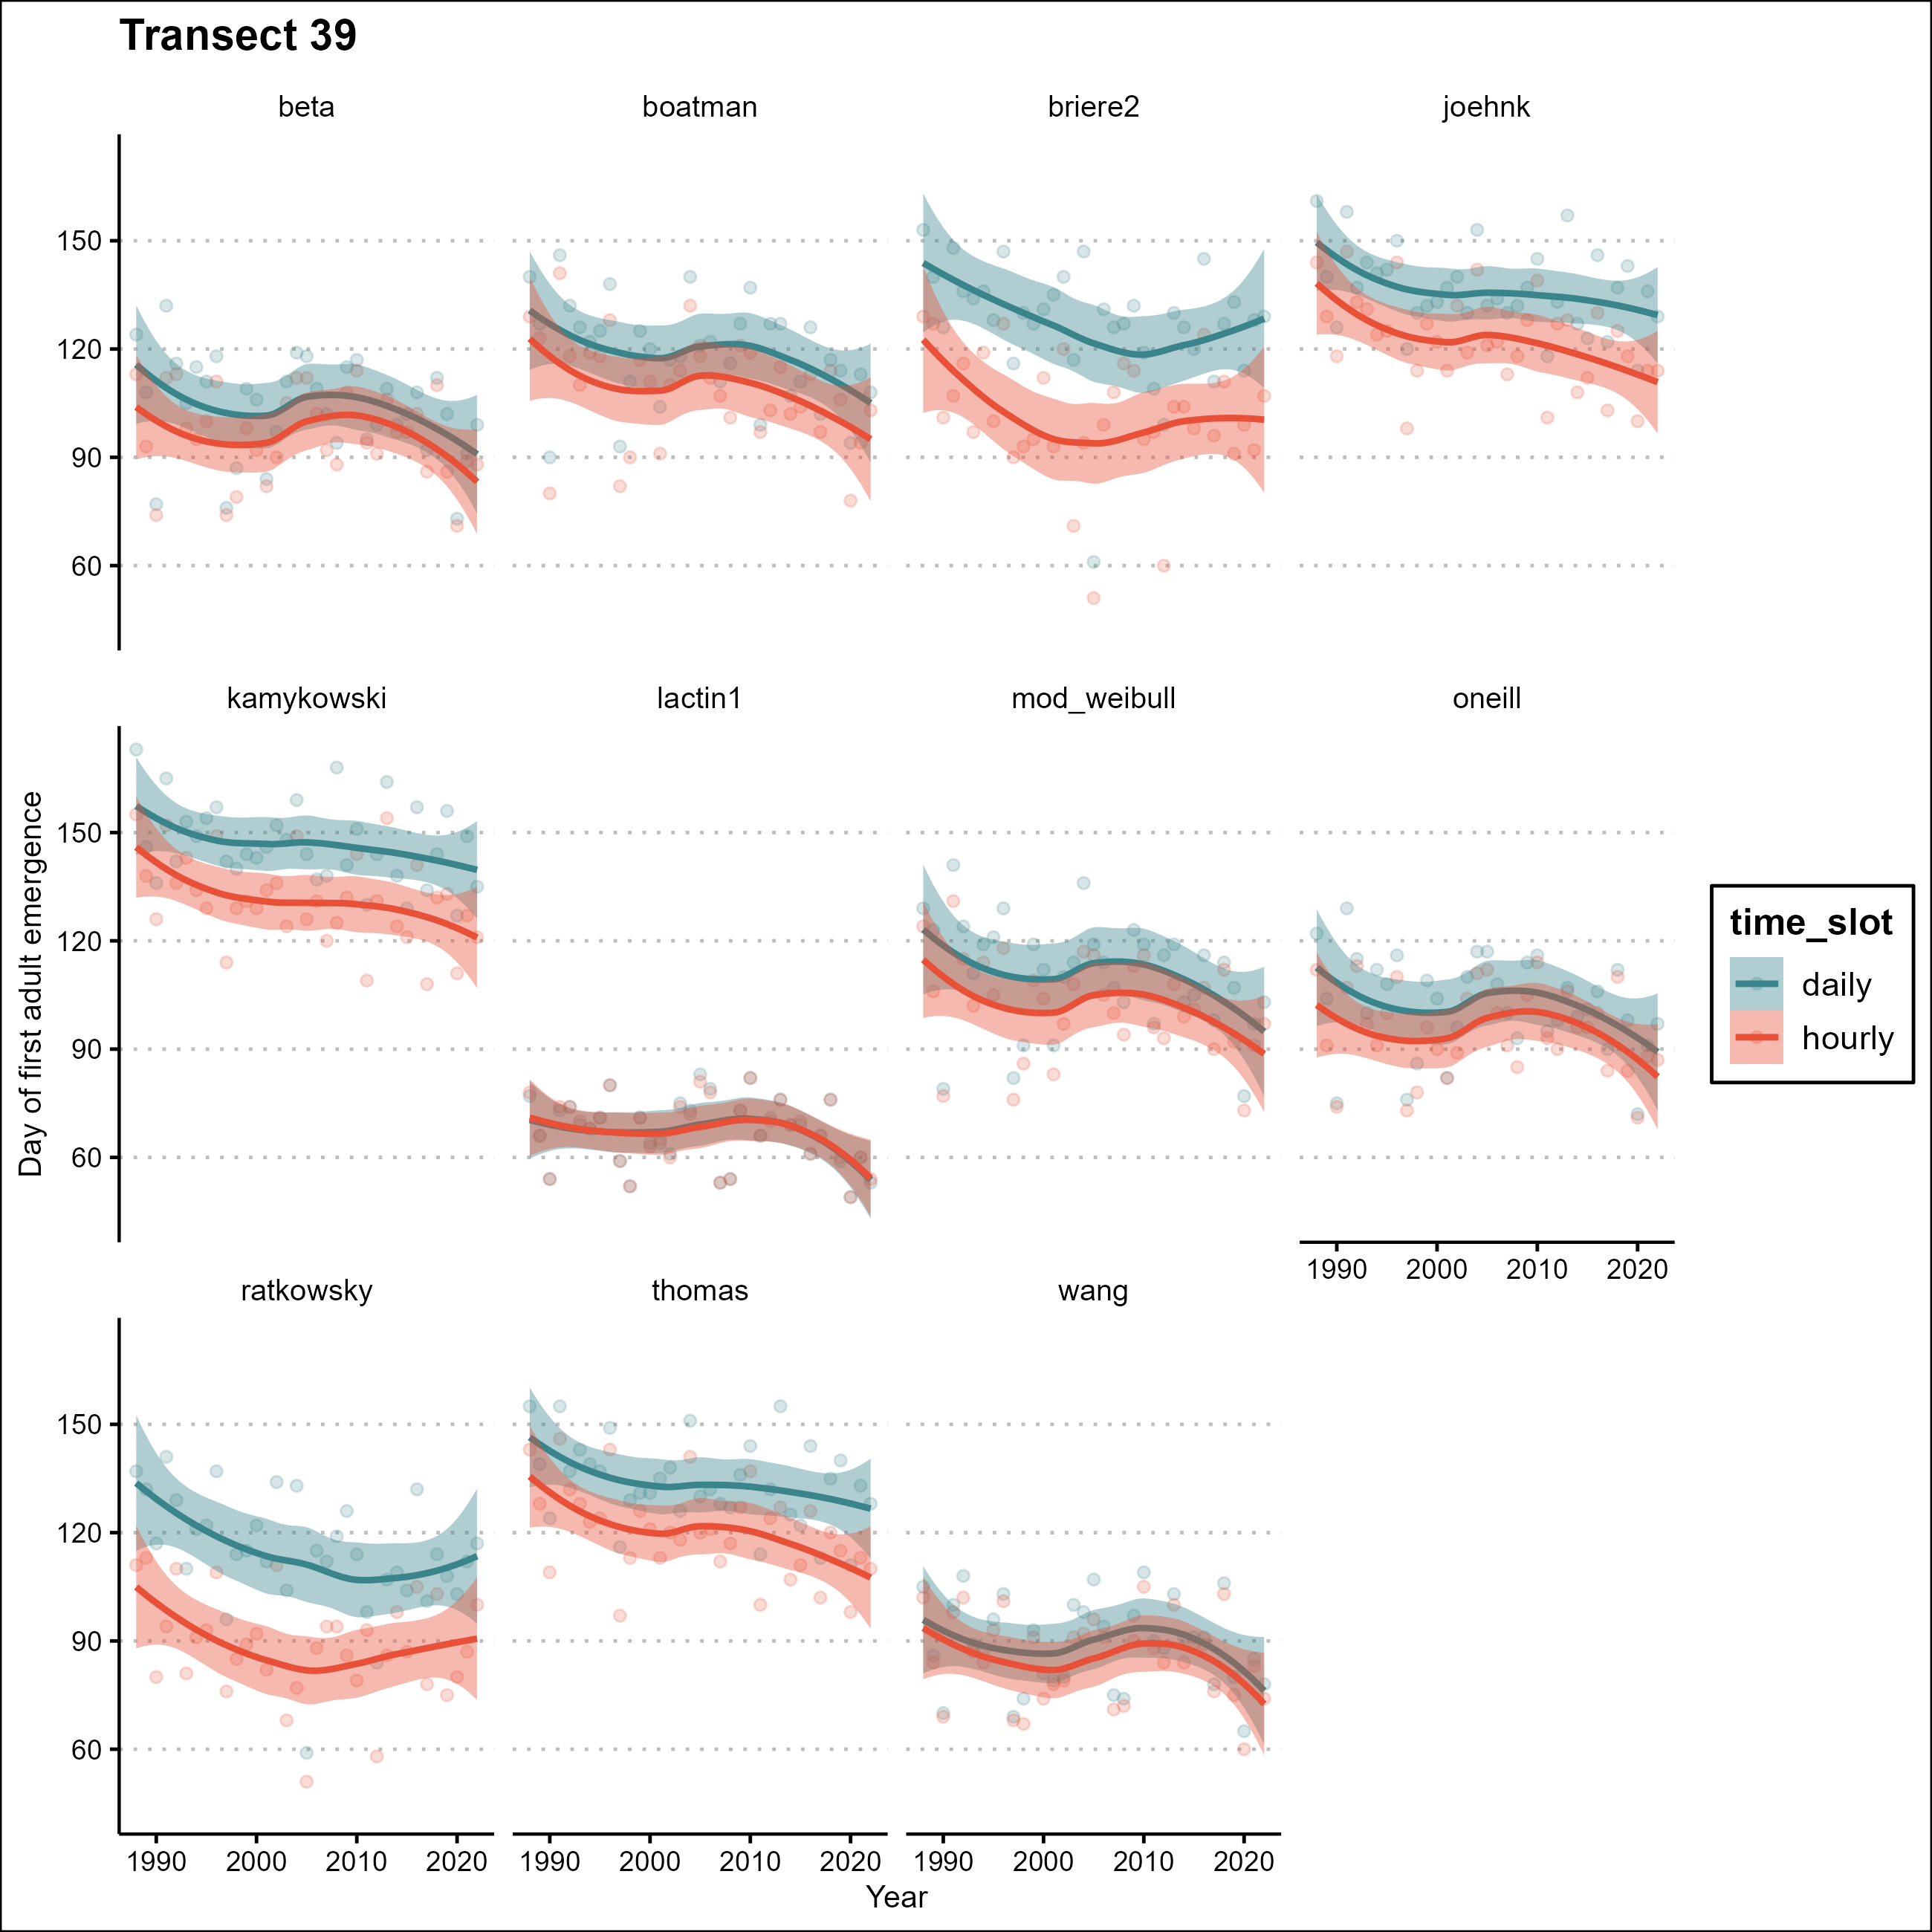 Transect 39
beta boatman briere2 joehnk
150
120
90
60
kamykowski lactin1 mod_weibull oneill
150
120
90
60
Day of first adult emergence
time_slot
daily
hourly
1990 2000 2010 2020
ratkowsky thomas wang
150
120
90
60
1990 2000 2010 2020 1990 2000 2010 2020 1990 2000 2010 2020
Year